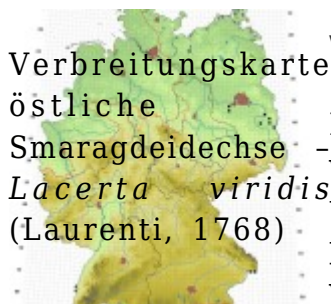 Verbreitungskarte
östliche
Smaragdeidechse –
Lacerta viridis
(Laurenti, 1768)